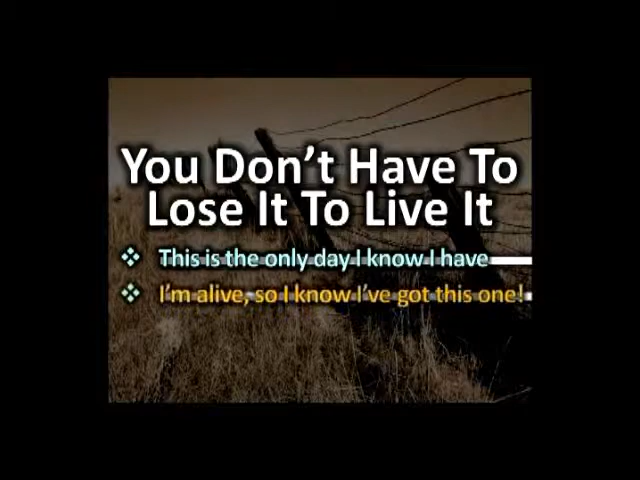 You Don't Have To
Lose It To Live It
This is the only day I know I have
I'm alive, so I know I've got this one!